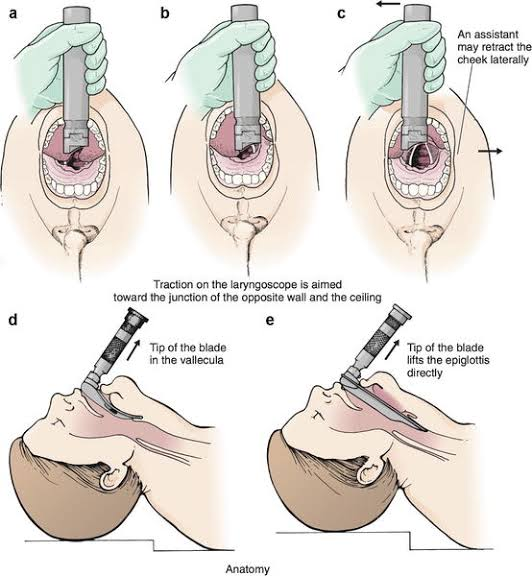 a
b
c
An assistant
may retract the
cheek laterally
Traction on the laryngoscope is aimed
toward the junction of the opposite wall and the ceiling
d
Tip of the blade
in the vallecula
e
Tip of the blade
lifts the epiglottis
directly
Anatomy